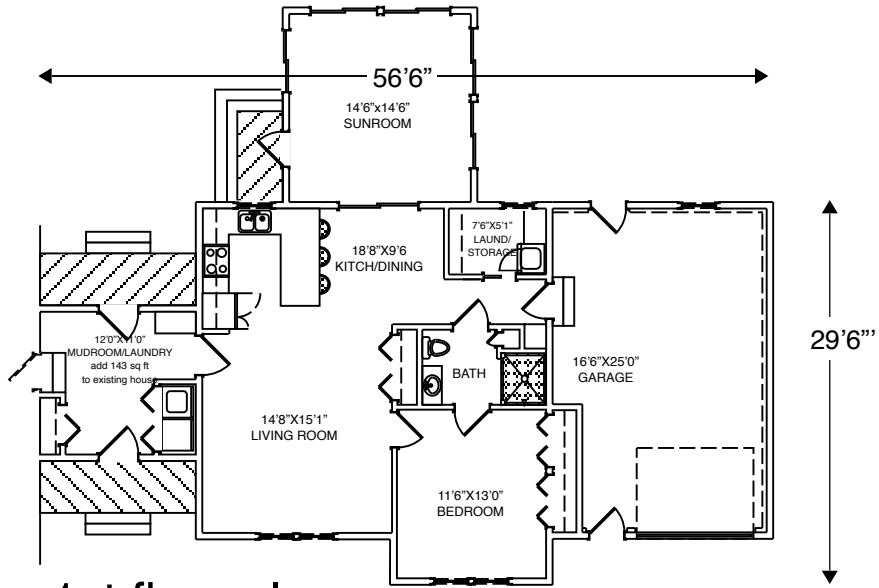 56'6"
14'6"x14'6"
SUNROOM
7'6"X5'1"
LAUND/
STORAGE
18'8"X9'6
KITCH/DINING
29'6"'
12'0"X11'0"
MUDROOM/LAUNDRY
add 143 sq ft
to existing house
BATH
16'6"X25'0"
GARAGE
14'8"X15'1"
LIVING ROOM
11'6"X13'0"
BEDROOM